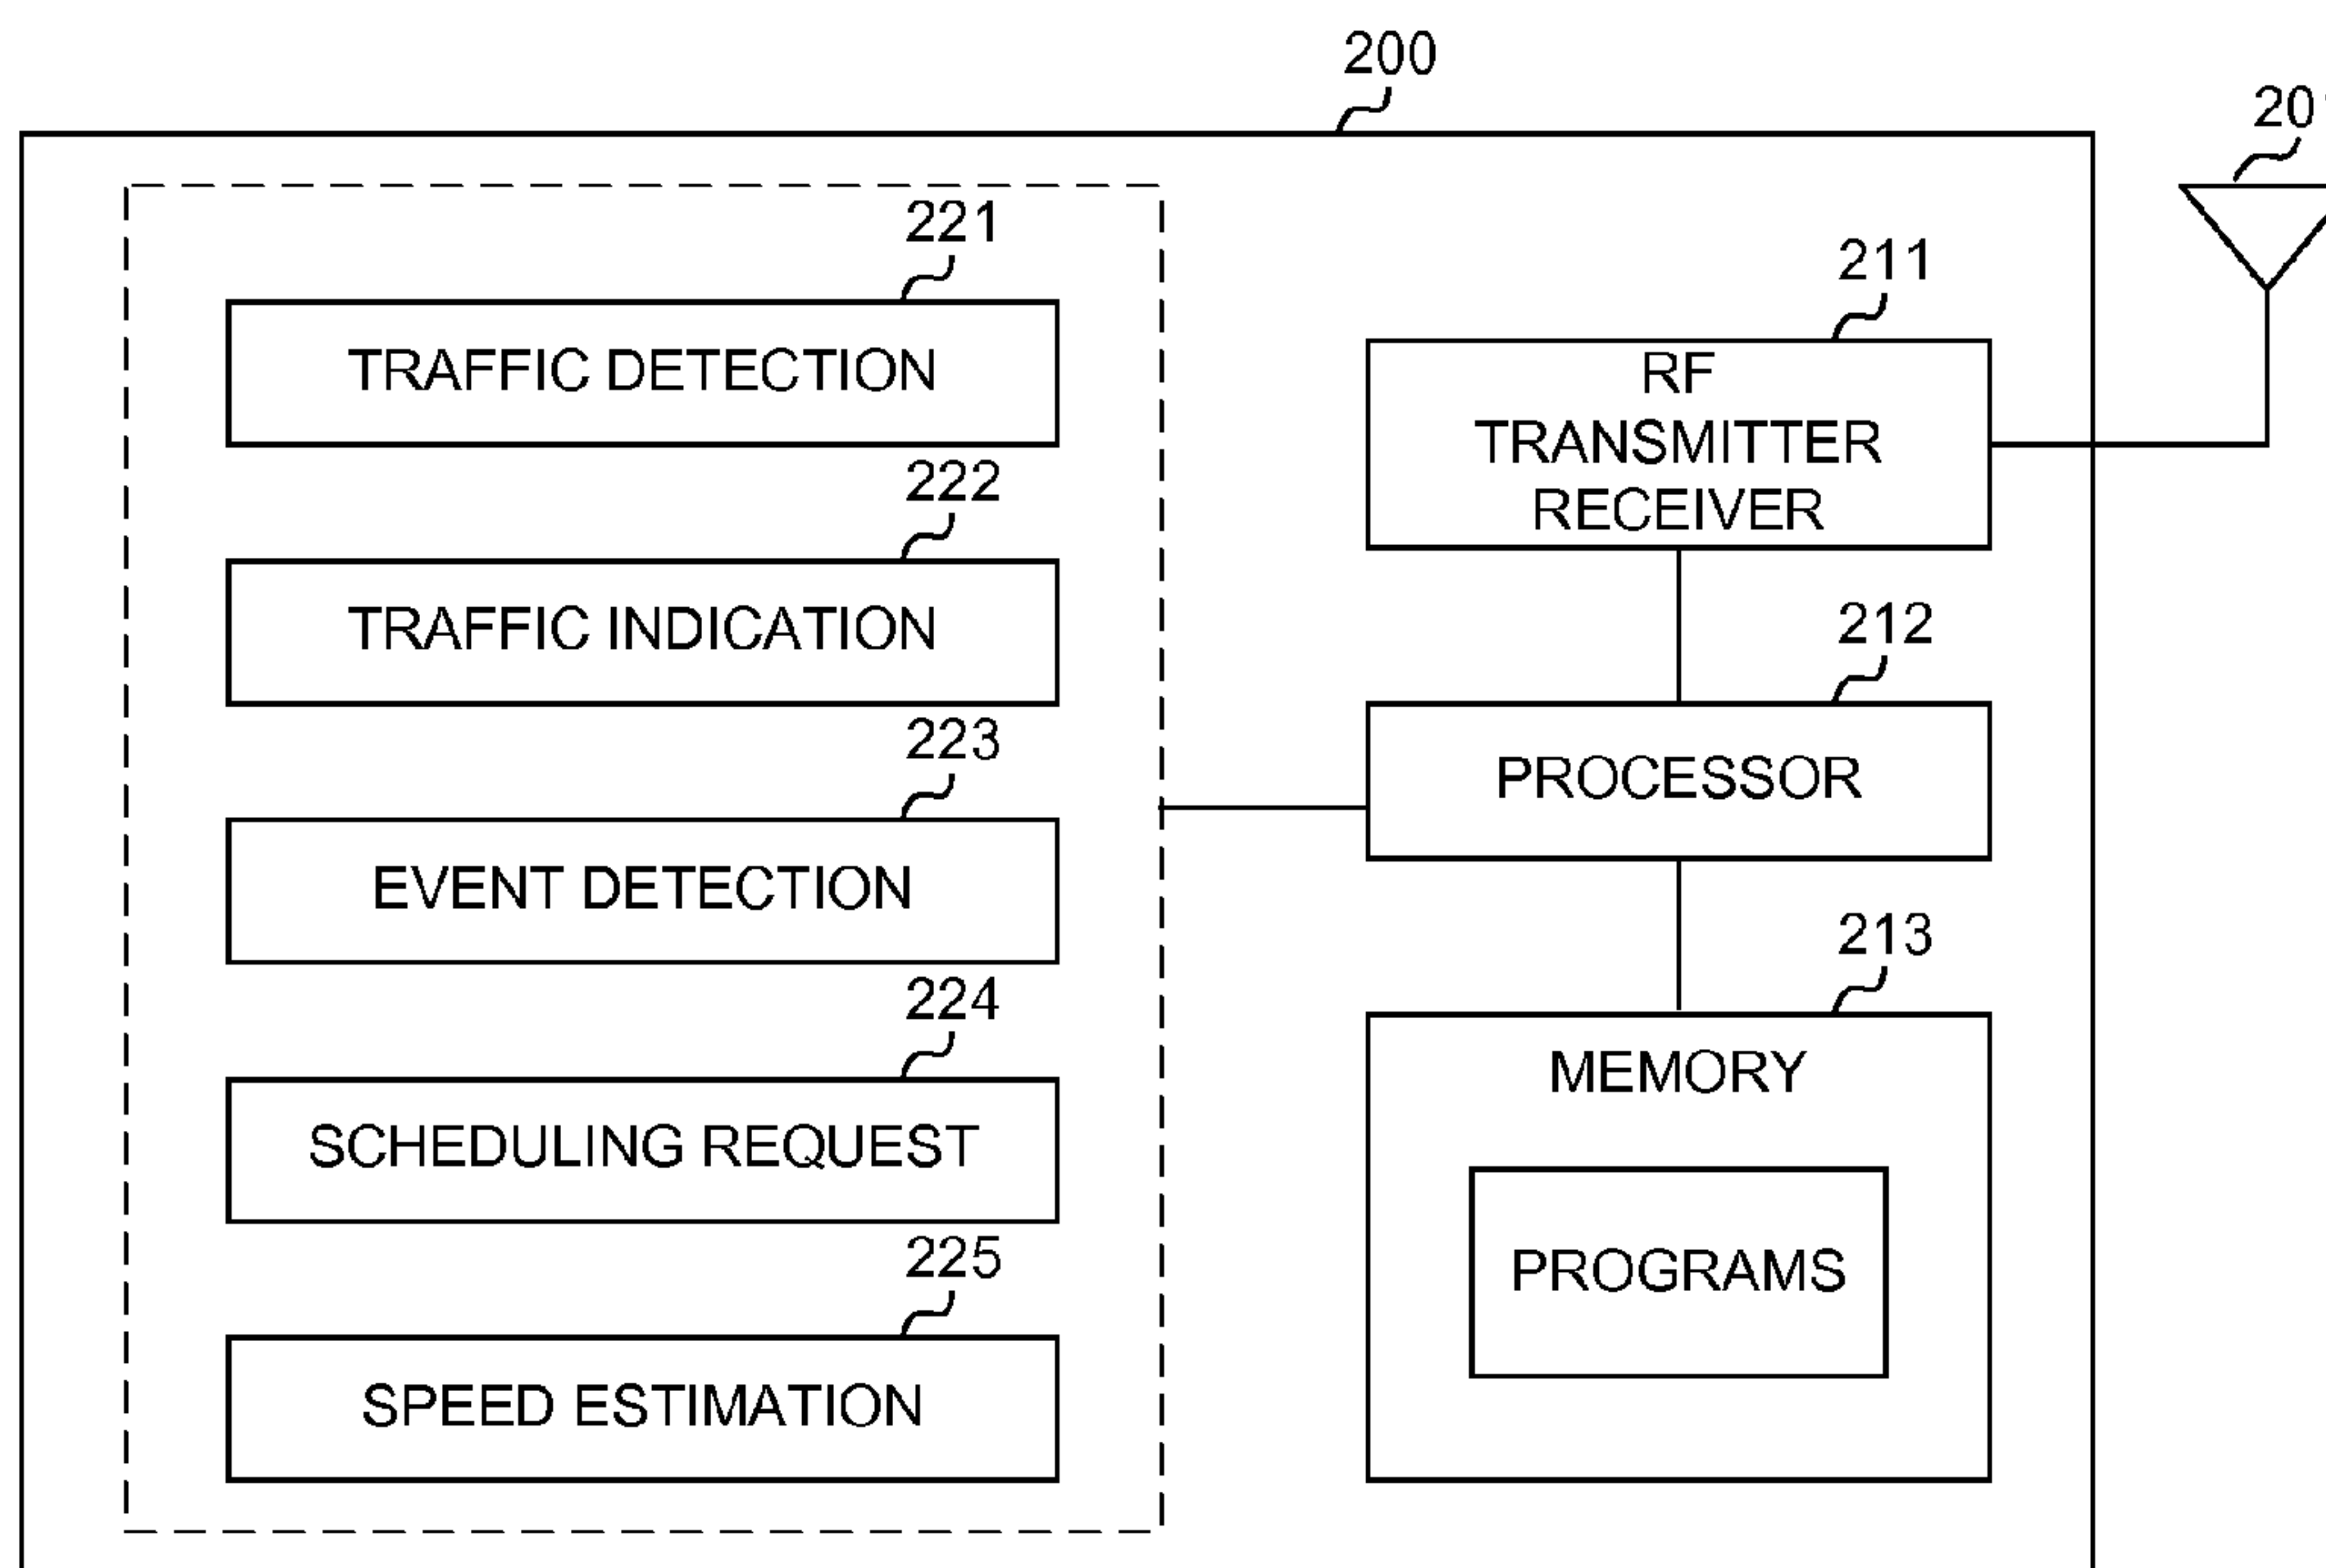 200
221
TRAFFIC DETECTION
222
TRAFFIC INDICATION
223
EVENT DETECTION
224
SCHEDULING REQUEST
225
SPEED ESTIMATION
211
RF
TRANSMITTER
RECEIVER
212
PROCESSOR
213
MEMORY
PROGRAMS